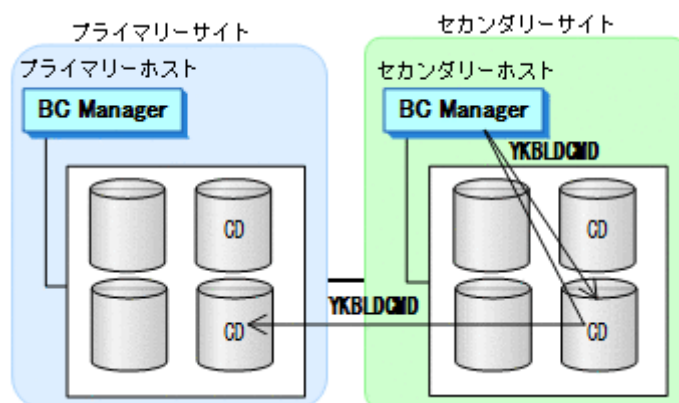 プライマリーサイト
プライマリーホスト
BC Manager
CD
CD
セカンダリーサイト
セカンダリーホスト
BC Manager
YKBLDCMD
CD
CD
YKBLDCMD